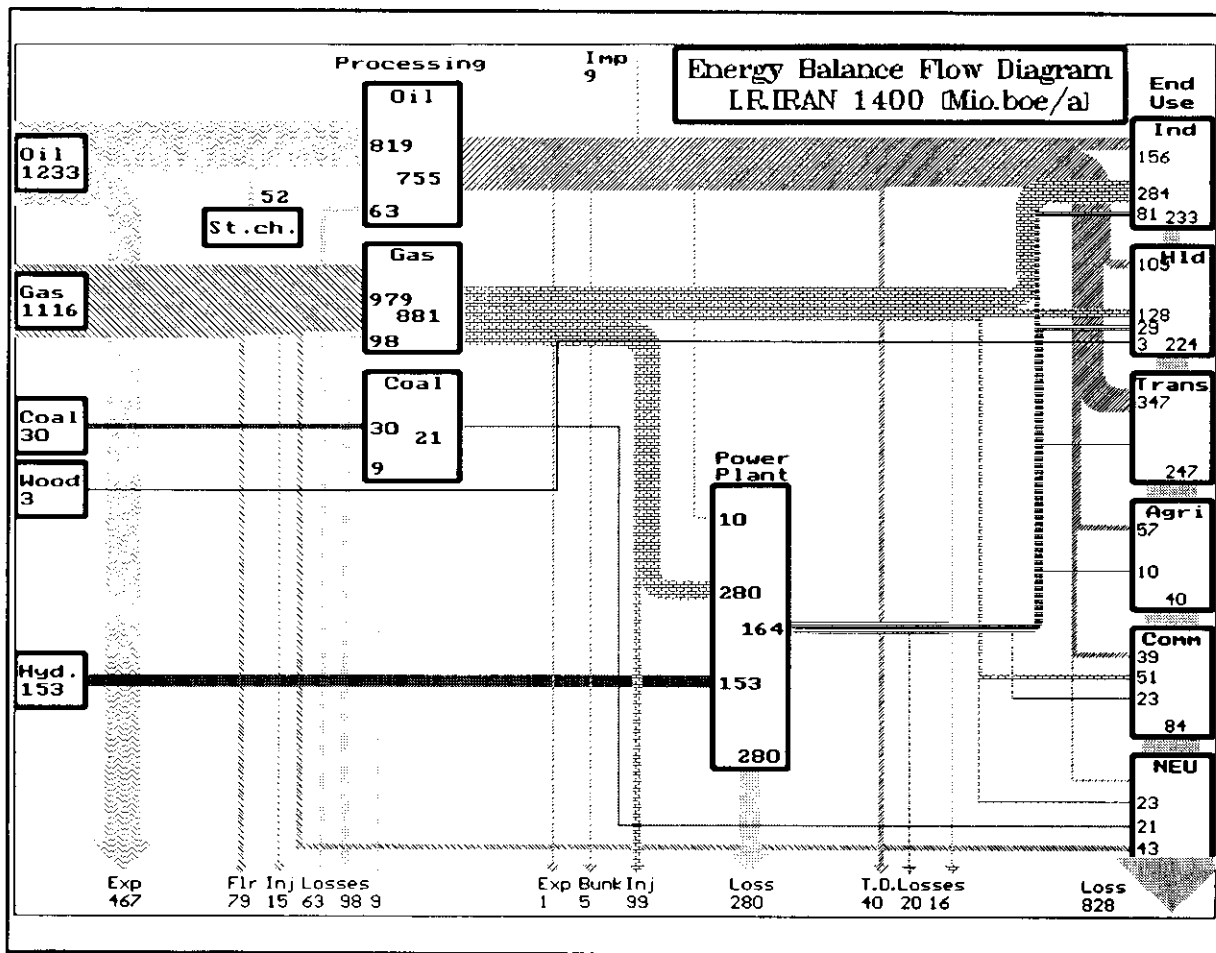 Energy Balance Flow Diagram
I.R.IRAN 1400 (Mio.boe/a)
Processing
Imp
9
End
Use
Oil
1233
Gas
1116
Coal
30
Wood
3
Hyd.
153
52
St.ch.
Oil
819
755
63
Gas
979
881
98
Coal
30
21
9
Power
Plant
10
280
164
153
280
Ind
156
284
81 233
Hld
105
128
29
3 224
Trans
347
247
Agri
57
10
40
Comm
39
51
23
84
NEU
23
21
43
Exp Flr Inj Losses Exp Bunk Inj Loss T.D.Losses Loss
467 79 15 63 98 9 1 5 99 280 40 20 16 828